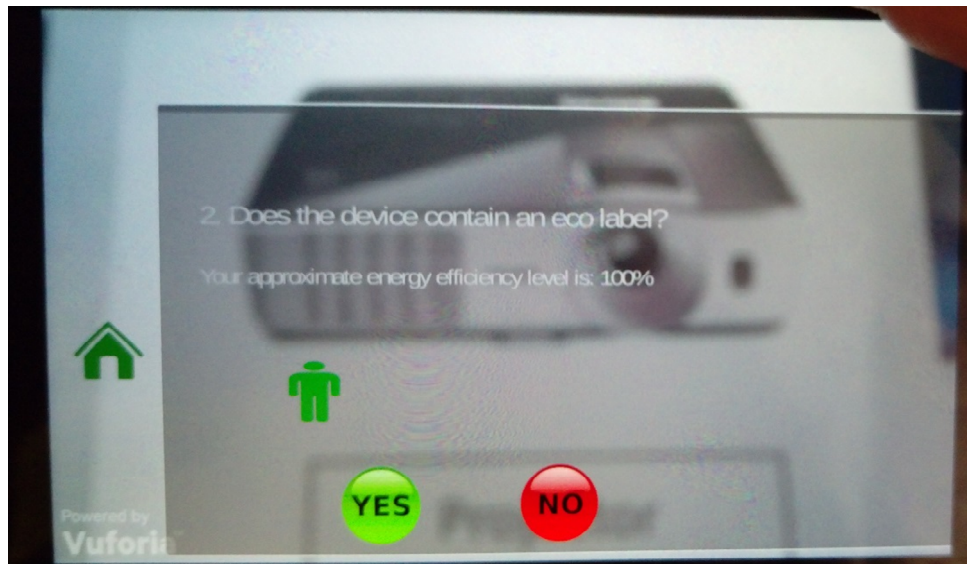 2. Does the device contain an eco label?
Your approximate energy efficiency level is: 100%
YES
NO
Powered by
Vuforia